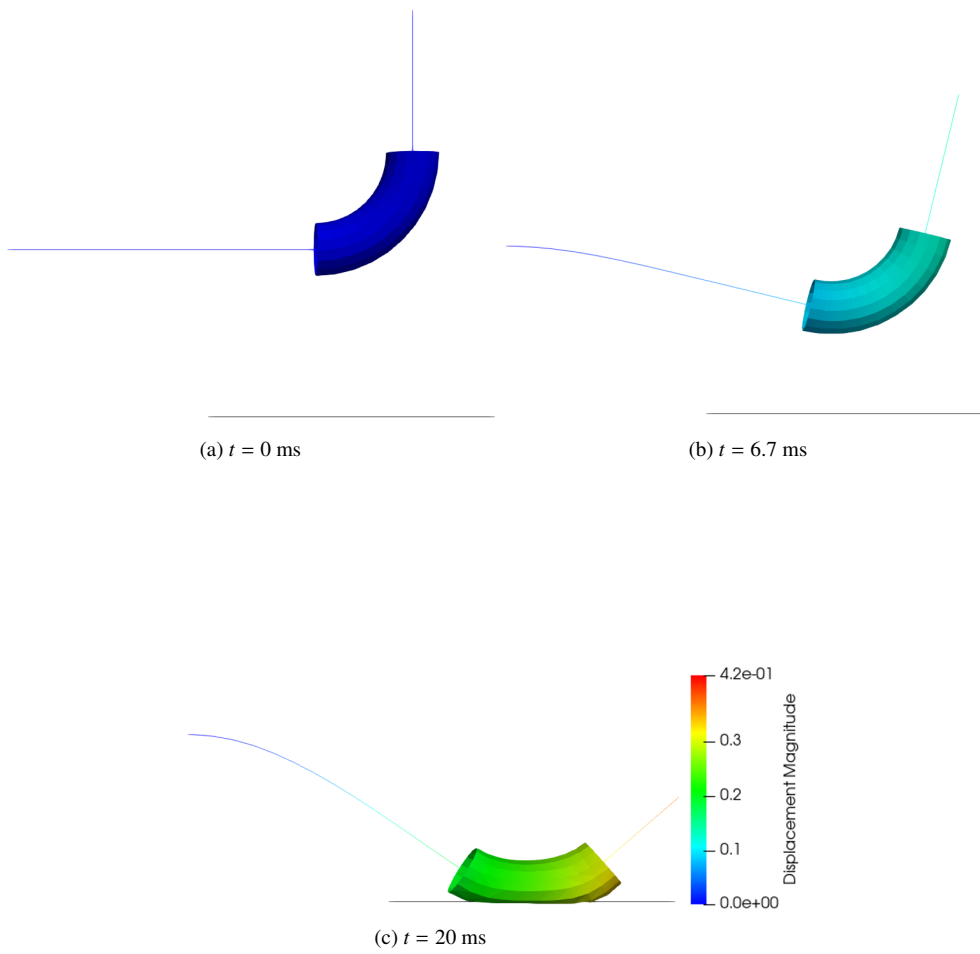 (a) t = 0 ms
(b) t = 6.7 ms
4.2e-01
0.3
0.2
0.1
0.0e+00
Displacement Magnitude
(c) t = 20 ms